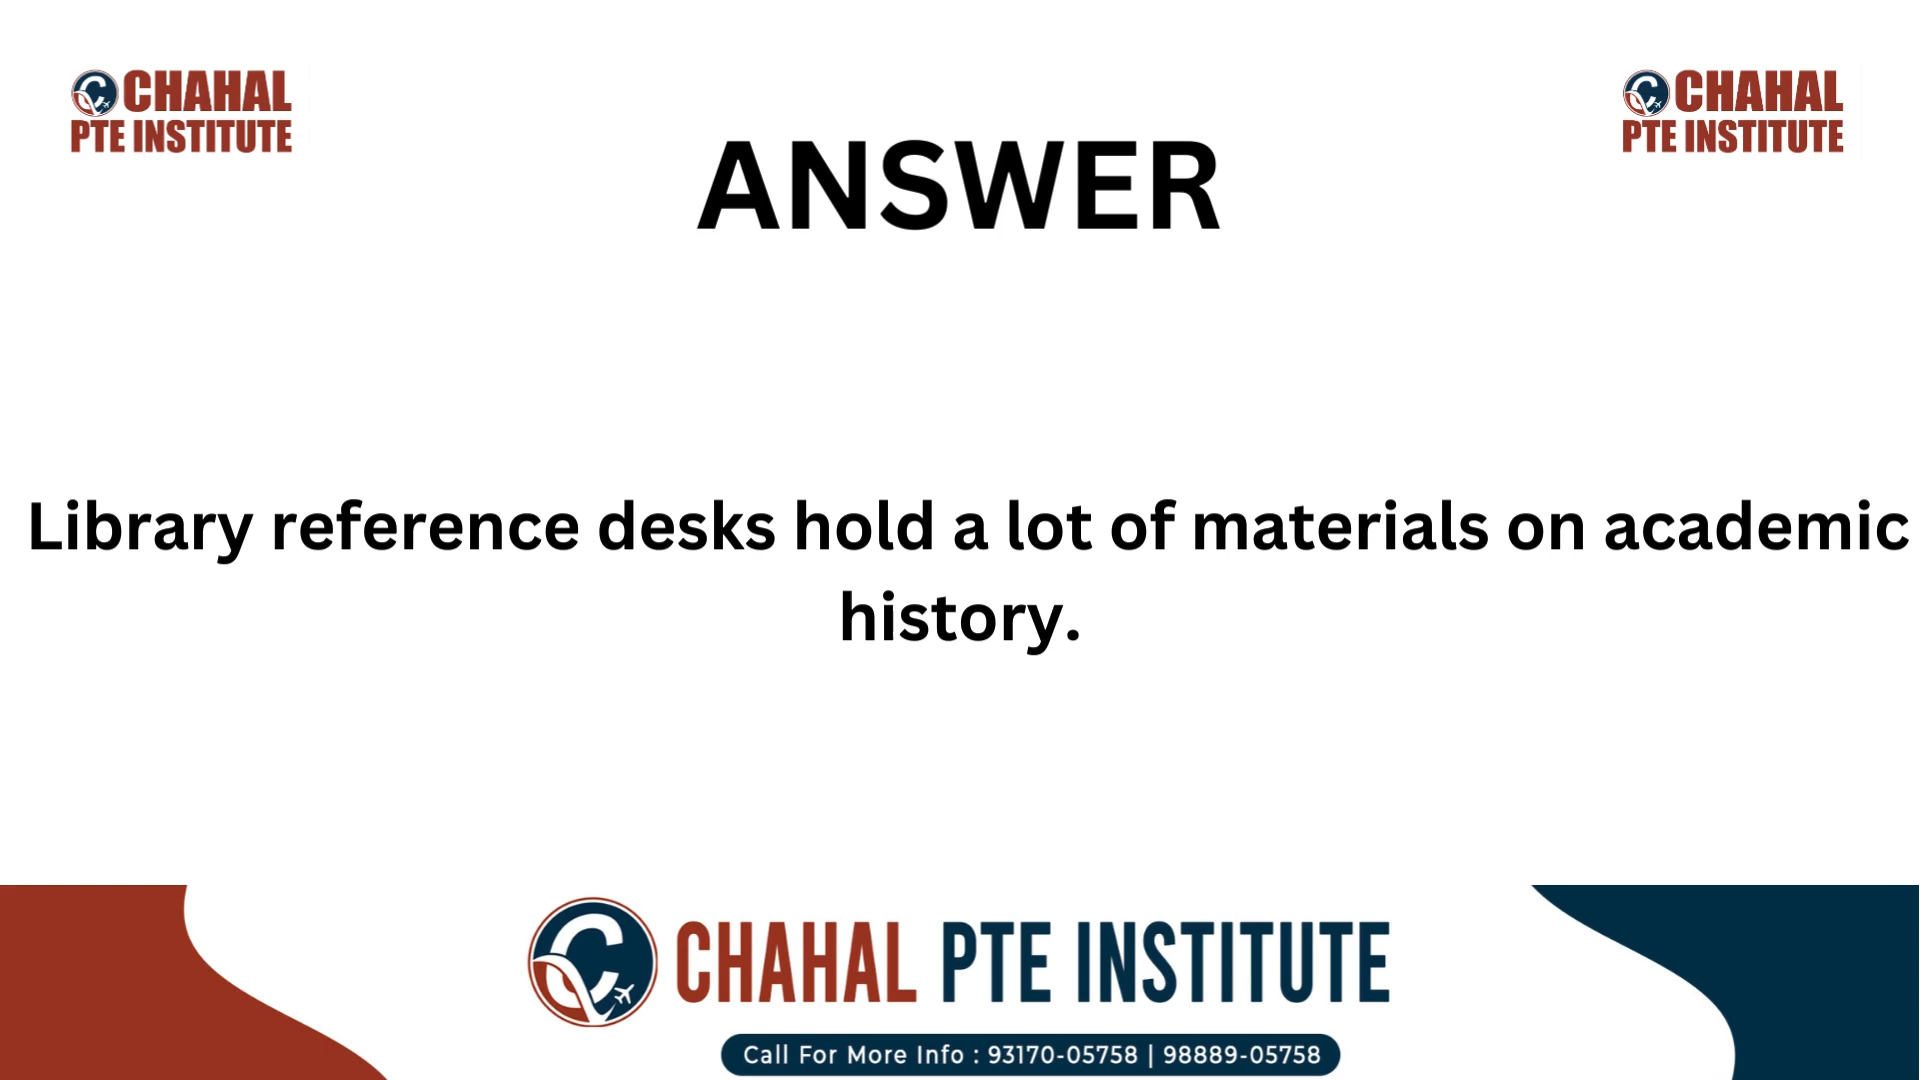 CHAHAL
PTE INSTITUTE
CHAHAL
PTE INSTITUTE
ANSWER
Library reference desks hold a lot of materials on academic
history.
CHAHAL PTE INSTITUTE
Call For More Info : 93170-05758 | 98889-05758